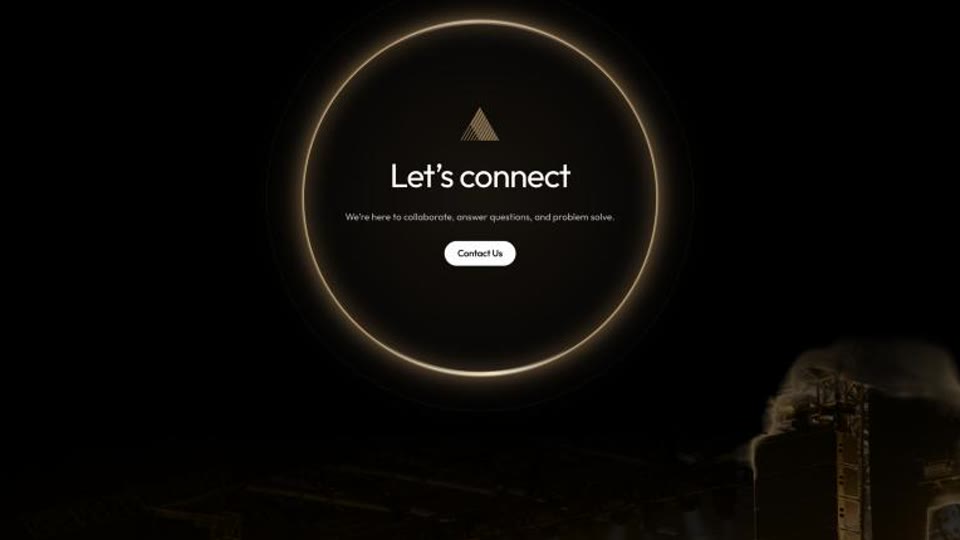 Let’s connect
We’re here to collaborate, answer questions, and problem solve.
Contact Us